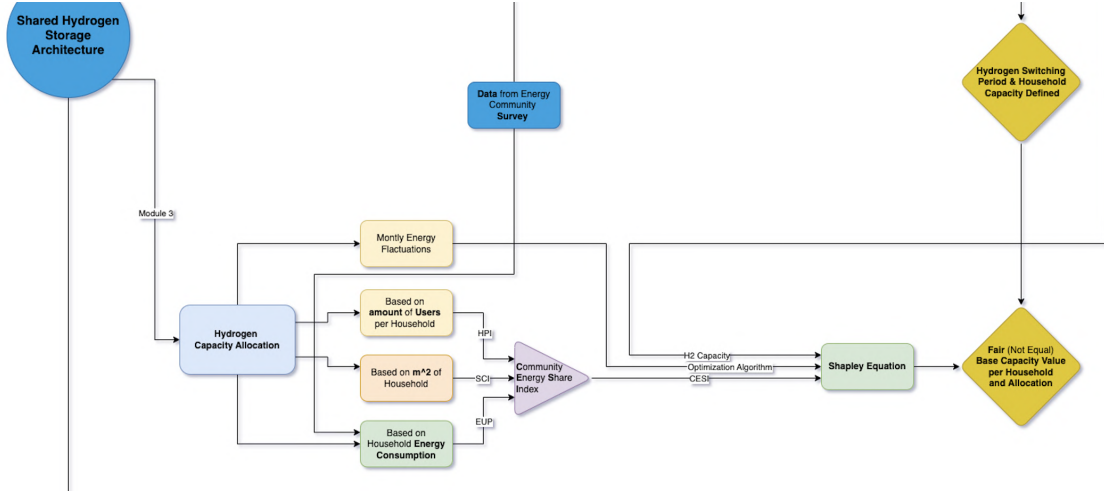 Shared Hydrogen
Storage
Architecture
Hydrogen Switching
Period & Household
Capacity Defined
Data from Energy
Community
Survey
Module 3
Montly Energy
Flactuations
Based on
amount of Users
per Household
HPI
Hydrogen
Capacity Allocation
Based on m^2 of
Household
SCI
Community
Energy Share
Index
H2 Capacity
Optimization Algorithm
CESI
Shapley Equation
Fair (Not Equal)
Base Capacity Value
per Household
and Allocation
EUP
Based on
Household Energy
Consumption